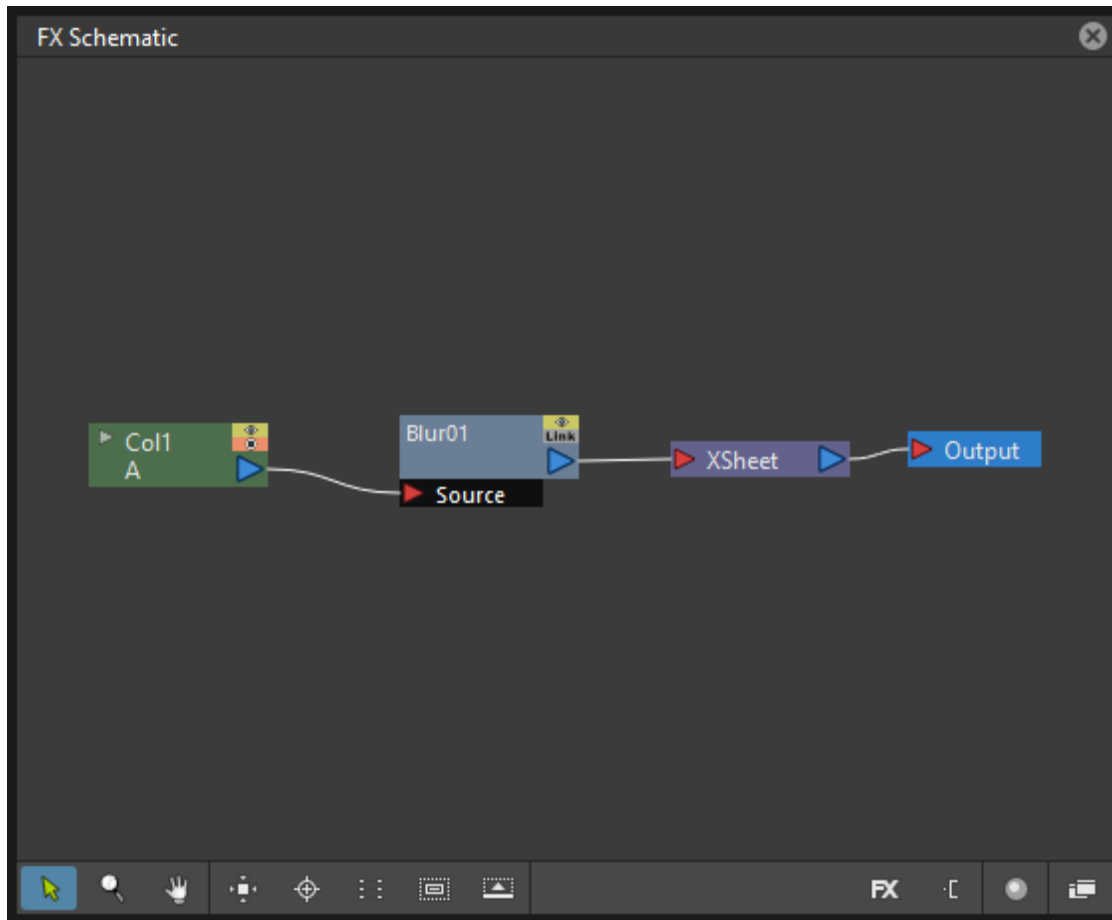 FX Schematic
Col1
A
Blur01
Link
Source
XSheet
Output
FX